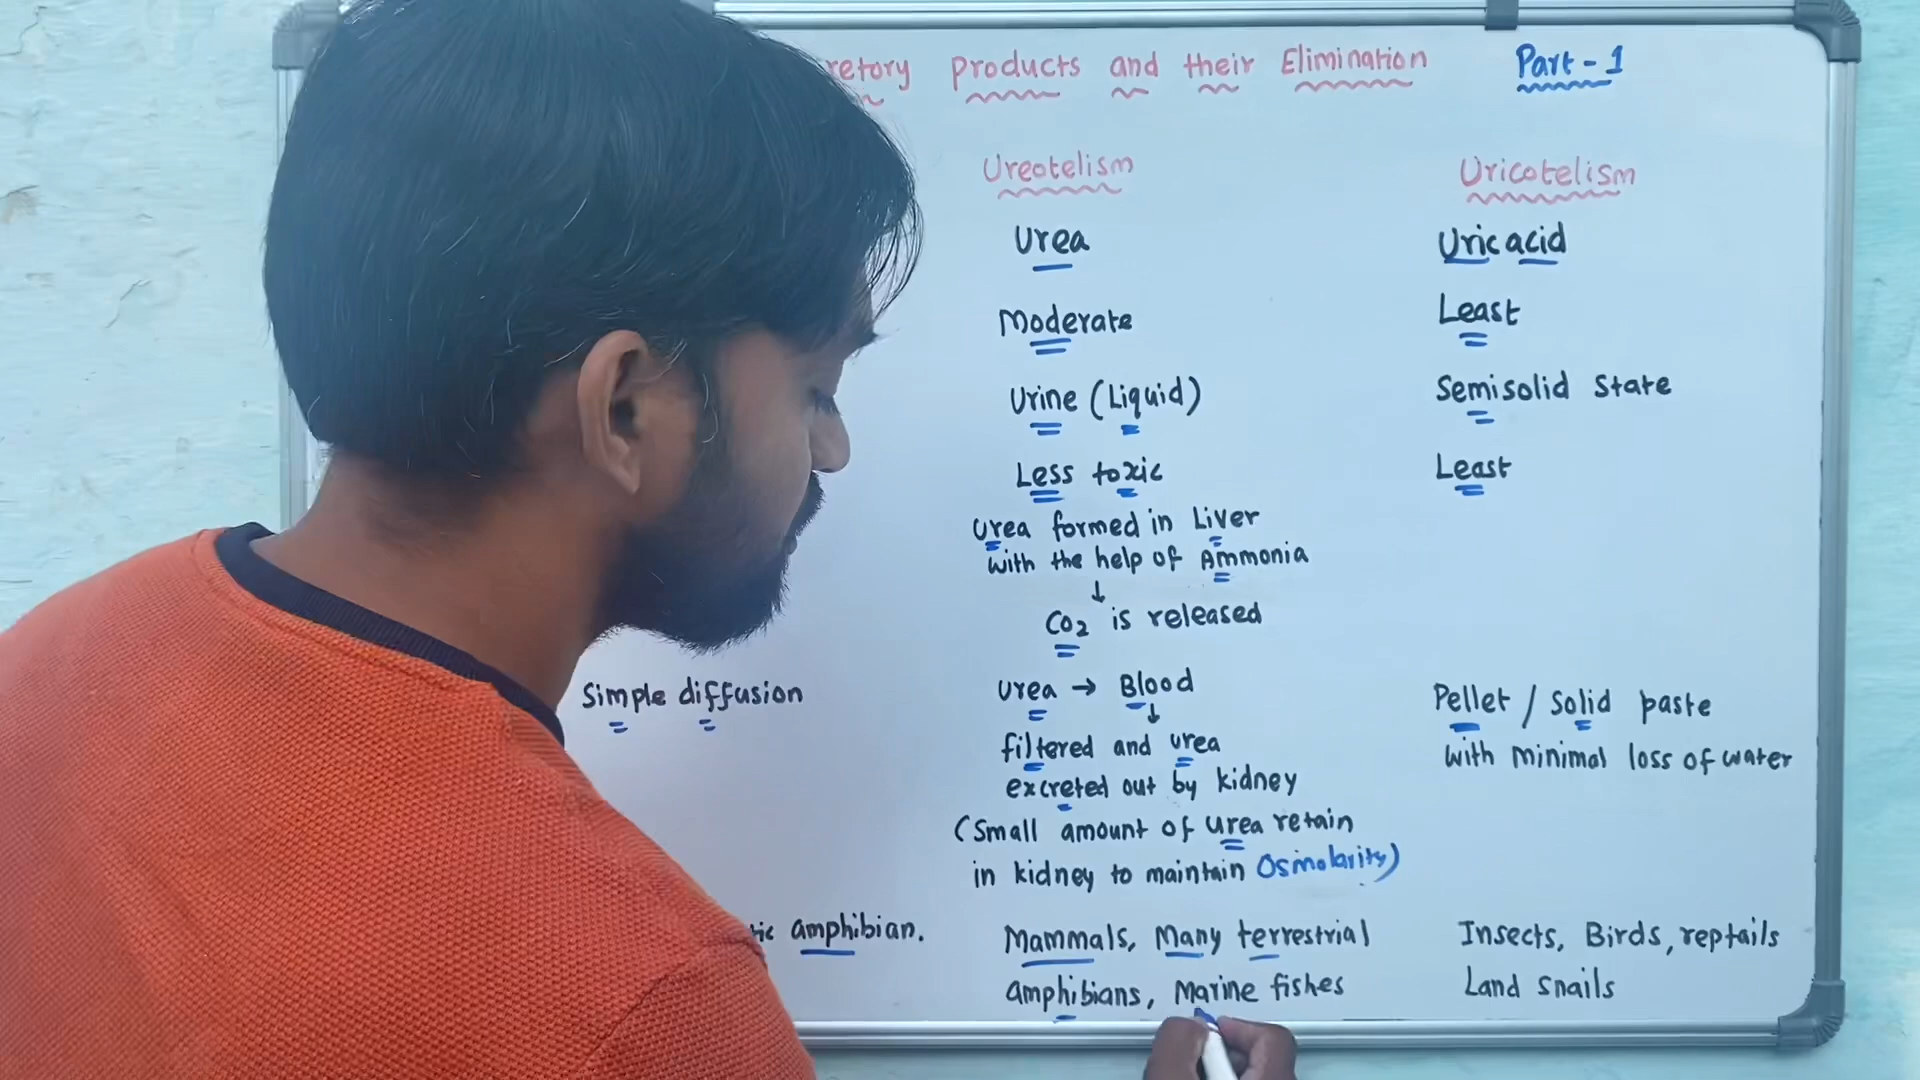 products and their Elimination Part - 1
Ureotelism Uricotelism
Urea Uric acid
Moderate Least
Urine (Liquid) Semisolid State
Less toxic Least
Urea formed in Liver
with the help of Ammonia
↓
CO2 is released
Simple diffusion Urea → Blood Pellet / Solid paste
↓
filtered and urea with minimal loss of water
excreted out by kidney
(Small amount of urea retain
in kidney to maintain Osmolarity)
amphibian. Mammals, Many terrestrial Insects, Birds, reptails
amphibians, Marine fishes Land snails